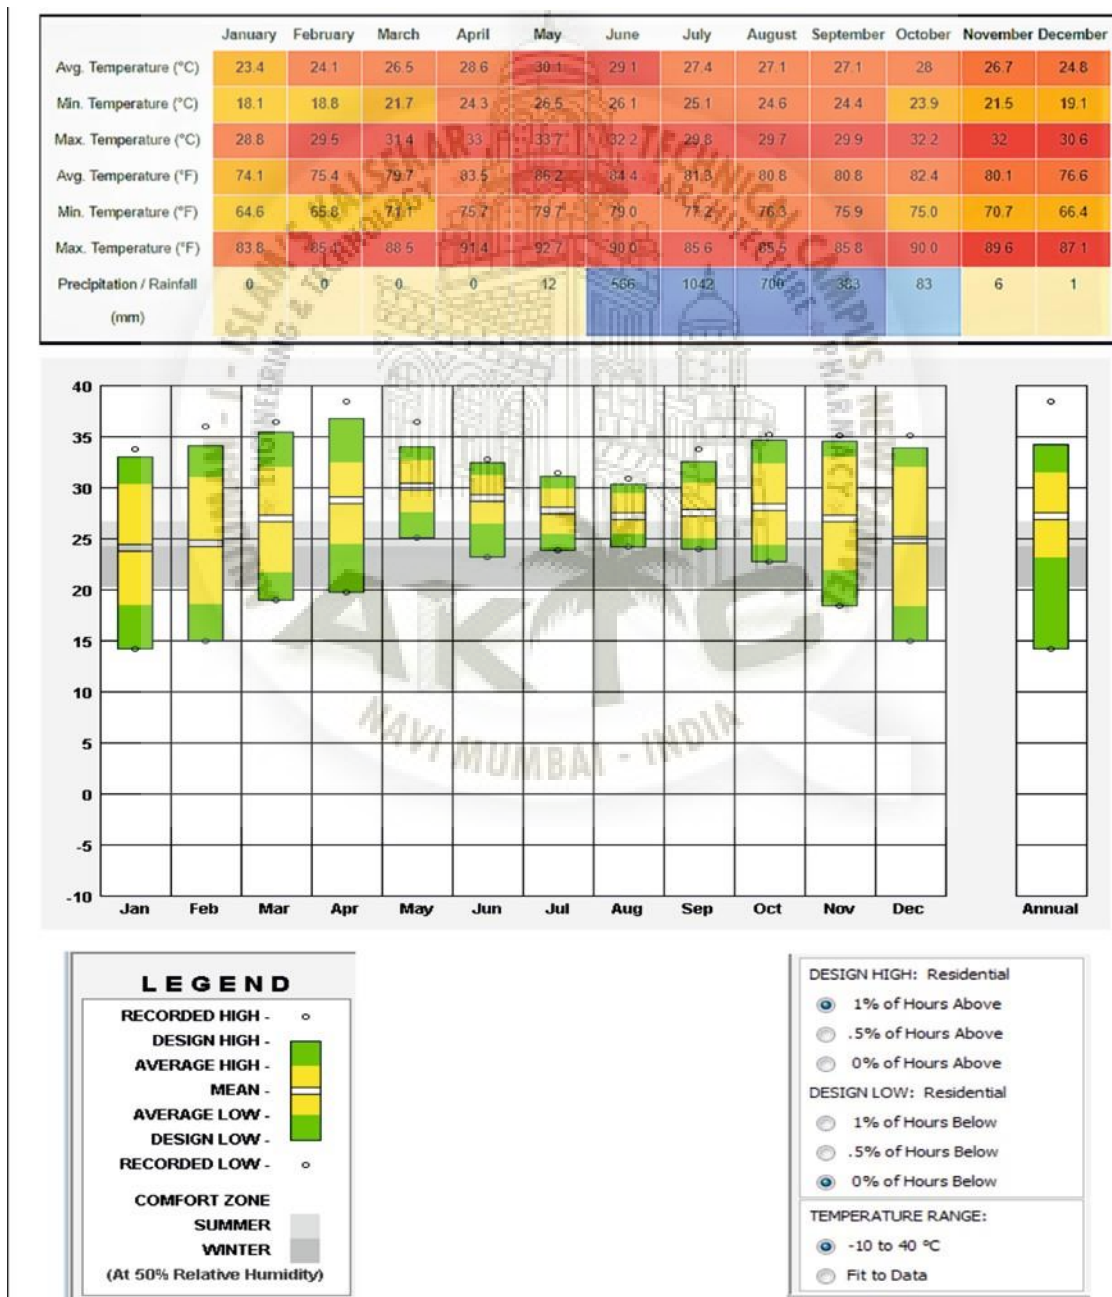 January February March April May June July August September October November December
Avg. Temperature (°C) 23.4 24.1 26.5 28.6 30.1 29.1 27.4 27.1 27.1 28 26.7 24.8
Min. Temperature (°C) 18.1 18.8 21.7 24.3 26.5 26.1 25.1 24.6 24.4 23.9 21.5 19.1
Max. Temperature (°C) 28.8 29.5 31.4 33 33.7 32.2 29.8 29.7 29.9 32.2 32 30.6
Avg. Temperature (°F) 74.1 75.4 79.7 83.5 86.2 84.4 81.3 80.8 80.8 82.4 80.1 76.6
Min. Temperature (°F) 64.6 65.8 71.1 75.7 79.7 79.0 77.2 76.3 75.9 75.0 70.7 66.4
Max. Temperature (°F) 83.8 85.1 88.5 91.4 92.7 90.0 85.6 85.5 85.8 90.0 89.6 87.1
Precipitation / Rainfall 0 0 0 0 12 566 1042 383 83 6 1
(mm)
40
35
30
25
20
15
10
5
0
-5
-10
Jan Feb Mar Apr May Jun Jul Aug Sep Oct Nov Dec Annual
AKTC
NAVI MUMBAI - INDIA
LEGEND
RECORDED HIGH -
DESIGN HIGH -
AVERAGE HIGH -
MEAN -
AVERAGE LOW -
DESIGN LOW -
RECORDED LOW -
COMFORT ZONE
SUMMER
WINTER
(At 50% Relative Humidity)
DESIGN HIGH: Residential
1% of Hours Above
.5% of Hours Above
0% of Hours Above
DESIGN LOW: Residential
1% of Hours Below
.5% of Hours Below
0% of Hours Below
TEMPERATURE RANGE:
-10 to 40 °C
Fit to Data